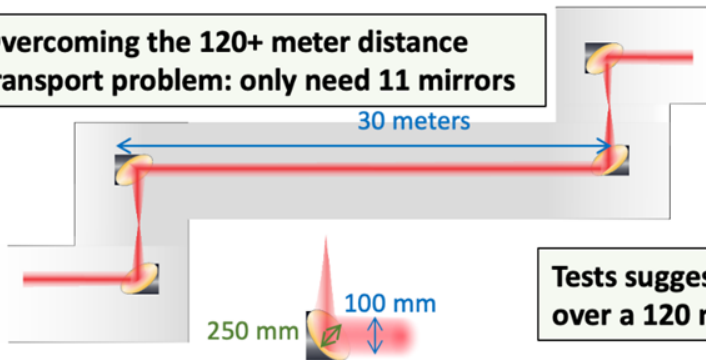 vercoming the 120+ meter distance
ransport problem: only need 11 mirrors
30 meters
Tests sugges
over a 120 
100 mm
250 mm